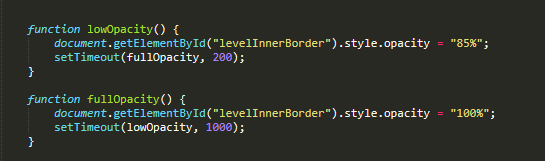 function lowOpacity() {
    document.getElementById("levelInnerBorder").style.opacity = "85%";
    setTimeout(fullOpacity, 200);
}
function fullOpacity() {
    document.getElementById("levelInnerBorder").style.opacity = "100%";
    setTimeout(lowOpacity, 1000);
}